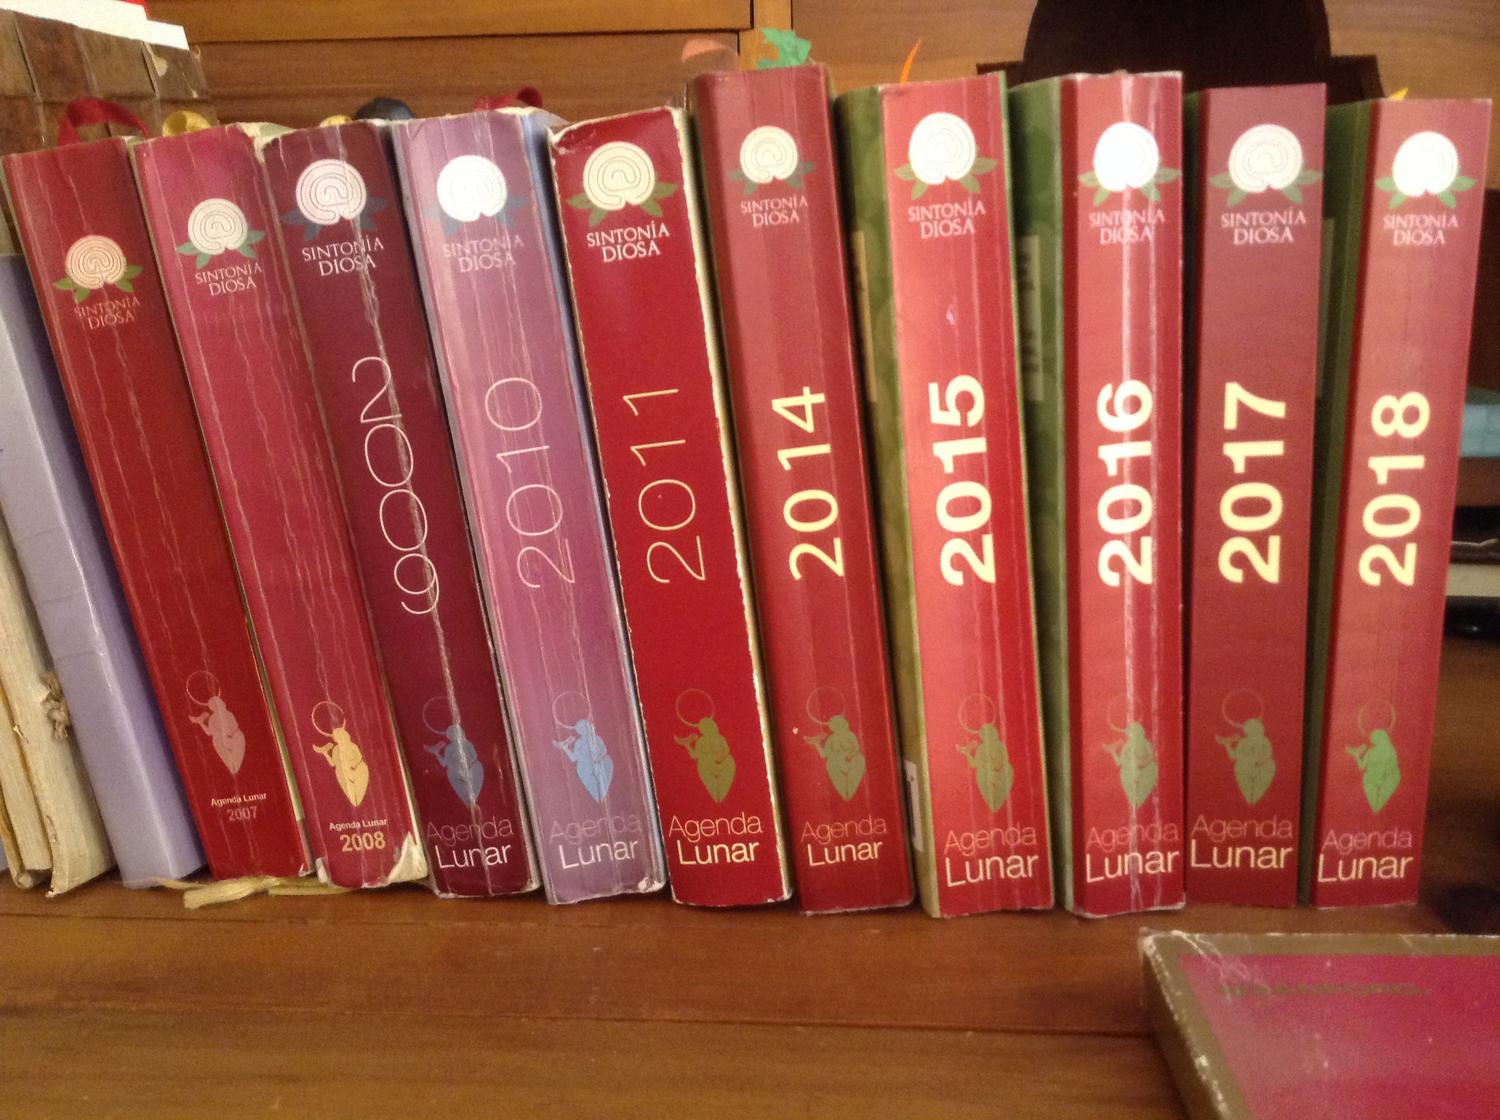 SINTONÍA
DIOSA
Agenda Lunar
2007
SINTONÍA
DIOSA
Agenda Lunar
2008
SINTONÍA
DIOSA
2009
Agenda
Lunar
SINTONÍA
DIOSA
2010
Agenda
Lunar
SINTONÍA
DIOSA
2011
Agenda
Lunar
SINTONÍA
DIOSA
2014
Agenda
Lunar
SINTONÍA
DIOSA
2015
Agenda
Lunar
SINTONÍA
DIOSA
2016
Agenda
Lunar
SINTONÍA
DIOSA
2017
Agenda
Lunar
SINTONÍA
DIOSA
2018
Agenda
Lunar